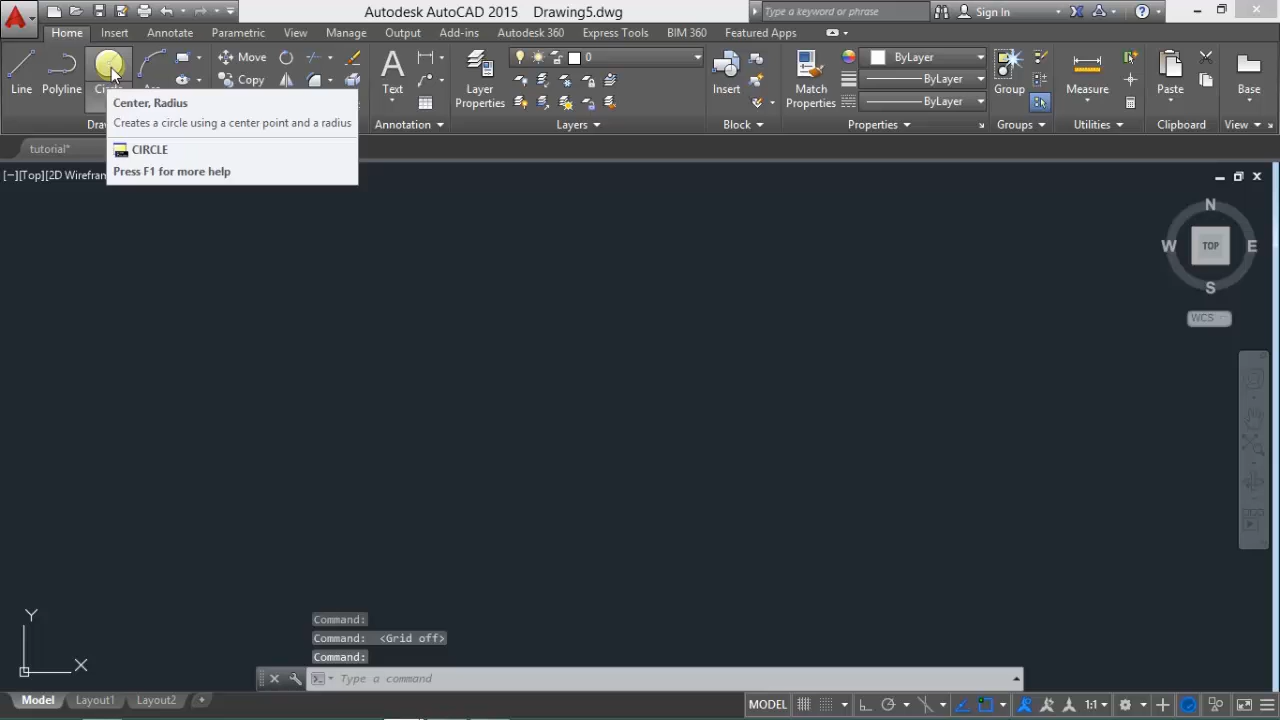 Autodesk AutoCAD 2015 Drawing5.dwg
Type a keyword or phrase
Sign In
Home Insert Annotate Parametric View Manage Output Add-ins Autodesk 360 Express Tools BIM 360 Featured Apps
Line Polyline Circle
Move
Copy
Text
Layer
Properties
0
Insert
Match
Properties
ByLayer
ByLayer
ByLayer
Group
Measure
Paste
Base
Annotation Layers Block Properties Groups Utilities Clipboard View
Center, Radius
Creates a circle using a center point and a radius
CIRCLE
Press F1 for more help
tutorial*
[−][Top][2D Wirefram
N
W TOP E
S
WCS
Y
X
Command:
Command: <Grid off>
Command:
Type a command
Model Layout1 Layout2 +
MODEL 1:1